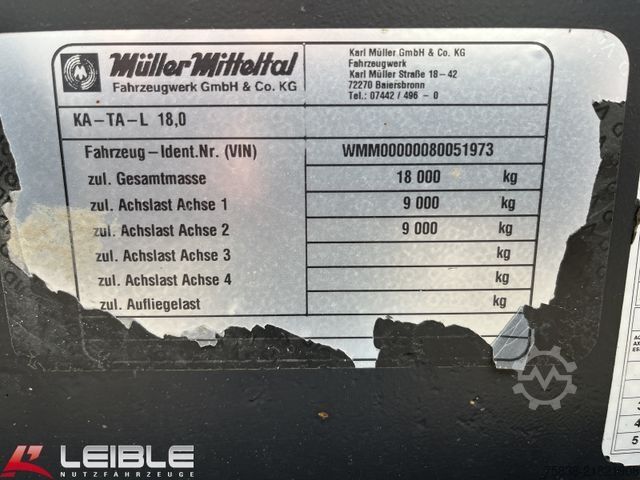 Müller Mitteltal
Fahrzeugwerk GmbH & Co. KG
Karl Müller GmbH & Co. KG
Fahrzeugwerk
Karl Müller Straße 18-42
72270 Baiersbronn
Tel.: 07442 / 496 - 0
KA-TA-L 18,0
Fahrzeug-Ident.Nr. (VIN) WMM00000080051973
zul. Gesamtmasse 18 000 kg
zul. Achslast Achse 1 9 000 kg
zul. Achslast Achse 2 9 000 kg
zul. Achslast Achse 3 kg
zul. Achslast Achse 4 kg
zul. Aufliegelast kg
3
4
5
LEIBLE
NUTZFAHRZEUGE